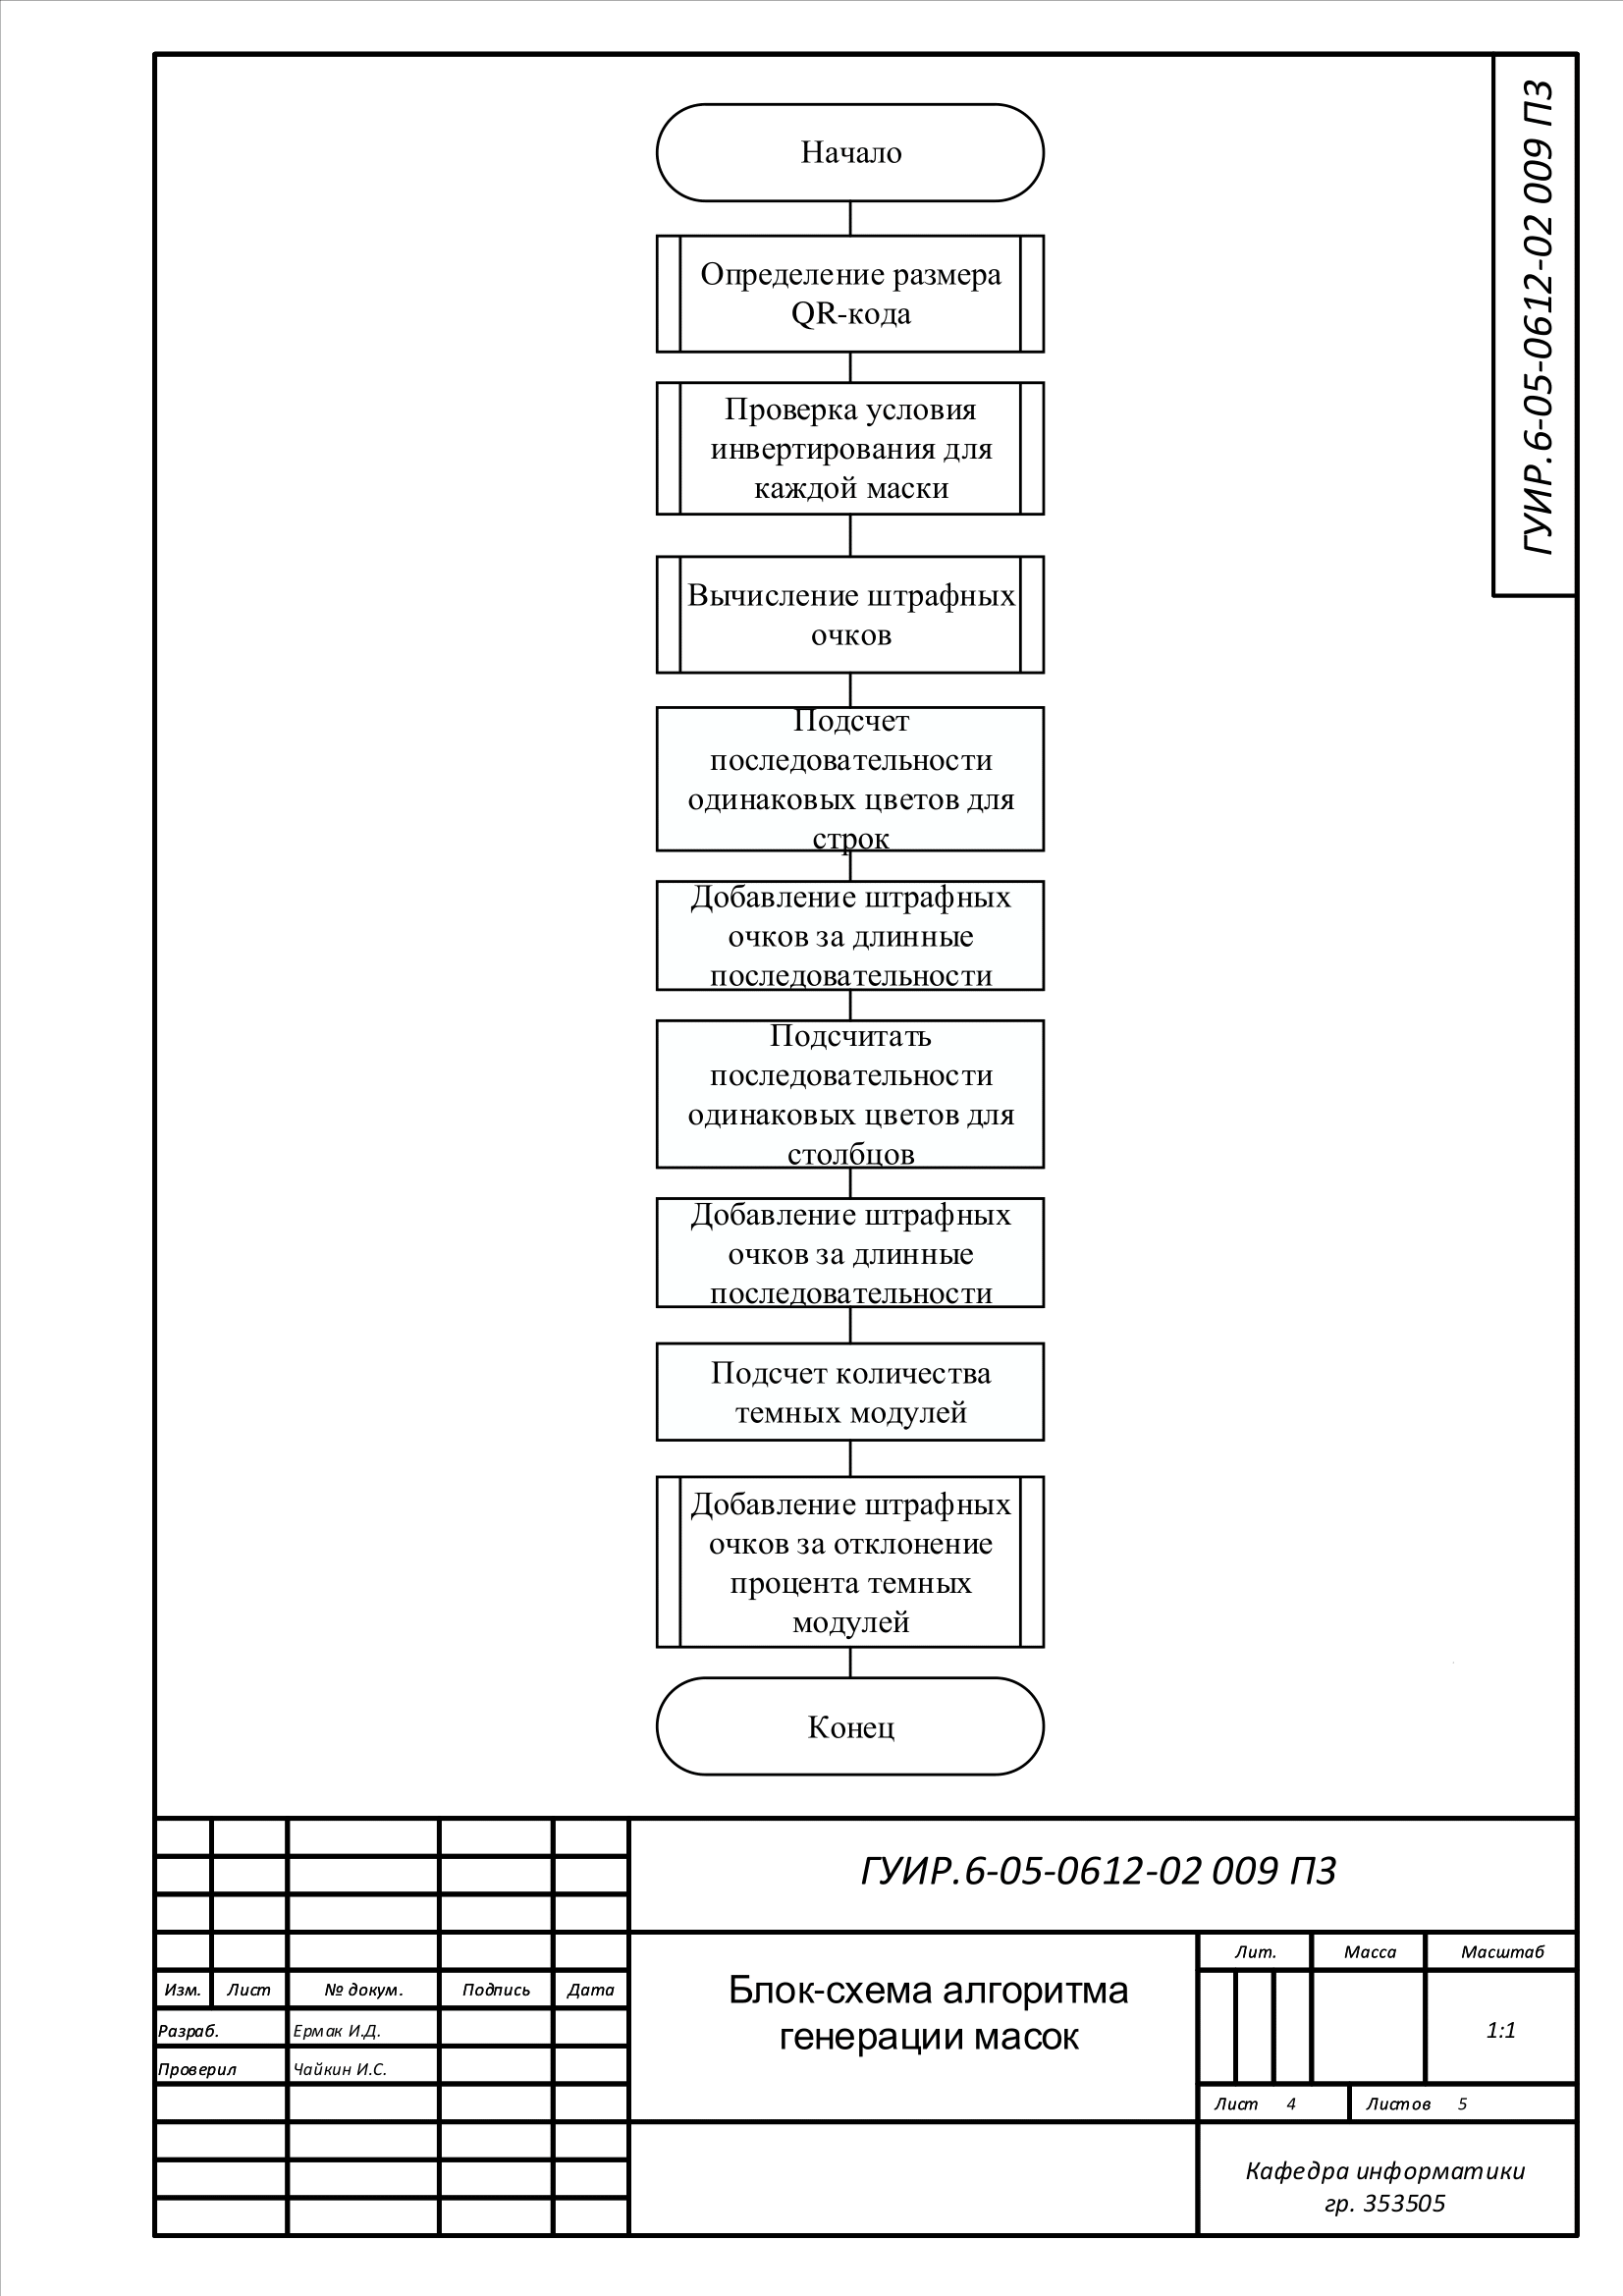 ГУИР.6-05-0612-02 009 ПЗ
Начало
Определение размера
QR-кода
Проверка условия
инвертирования для
каждой маски
Вычисление штрафных
очков
Подсчет
последовательности
одинаковых цветов для
строк
Добавление штрафных
очков за длинные
последовательности
Подсчитать
последовательности
одинаковых цветов для
столбцов
Добавление штрафных
очков за длинные
последовательности
Подсчет количества
темных модулей
Добавление штрафных
очков за отклонение
процента темных
модулей
Конец
ГУИР.6-05-0612-02 009 ПЗ
Изм. Лист № докум. Подпись Дата
Разраб. Ермак И.Д.
Проверил Чайкин И.С.
Блок-схема алгоритма
генерации масок
Лит. Масса Масштаб
1:1
Лист 4 Листов 5
Кафедра информатики
гр. 353505